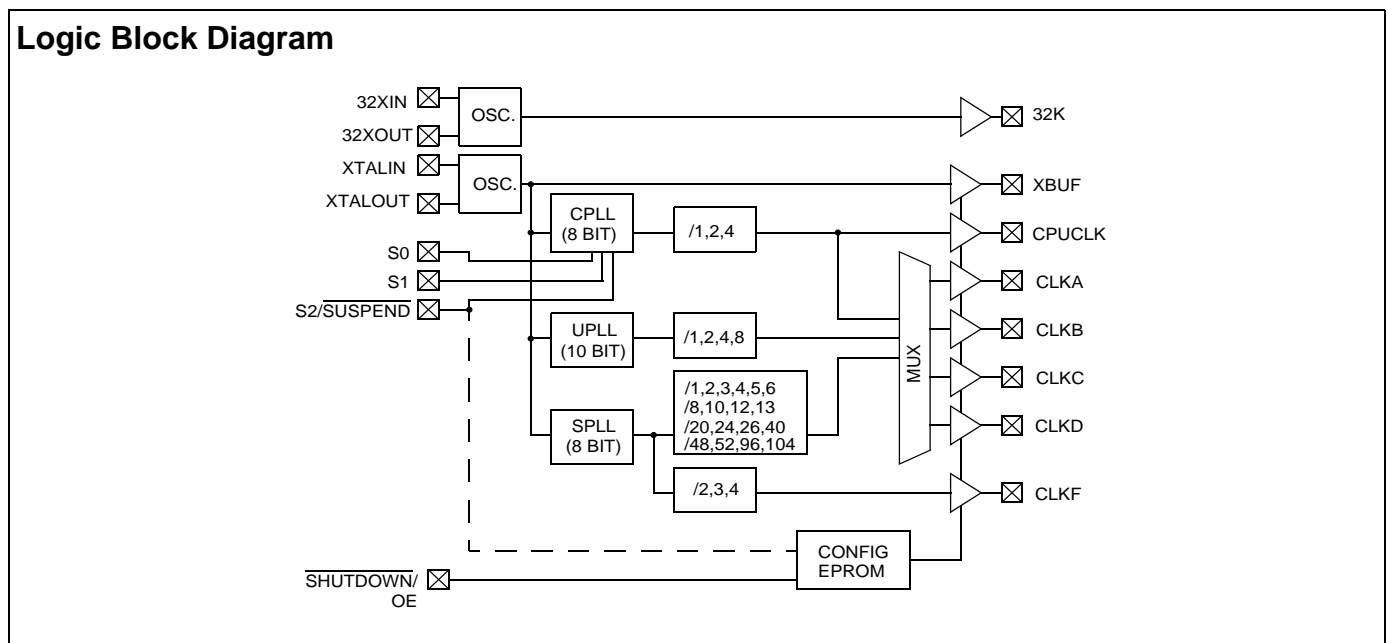 Logic Block Diagram
32XIN
OSC.
32K
32XOUT
XTALIN
OSC.
XBUF
XTALOUT
CPLL
(8 BIT)
/1,2,4
CPUCLK
S0
S1
CLKA
S2/SUSPEND
UPLL
(10 BIT)
/1,2,4,8
MUX
CLKB
CLKC
/1,2,3,4,5,6
/8,10,12,13
/20,24,26,40
/48,52,96,104
SPLL
(8 BIT)
CLKD
/2,3,4
CLKF
CONFIG
EPROM
SHUTDOWN/
OE